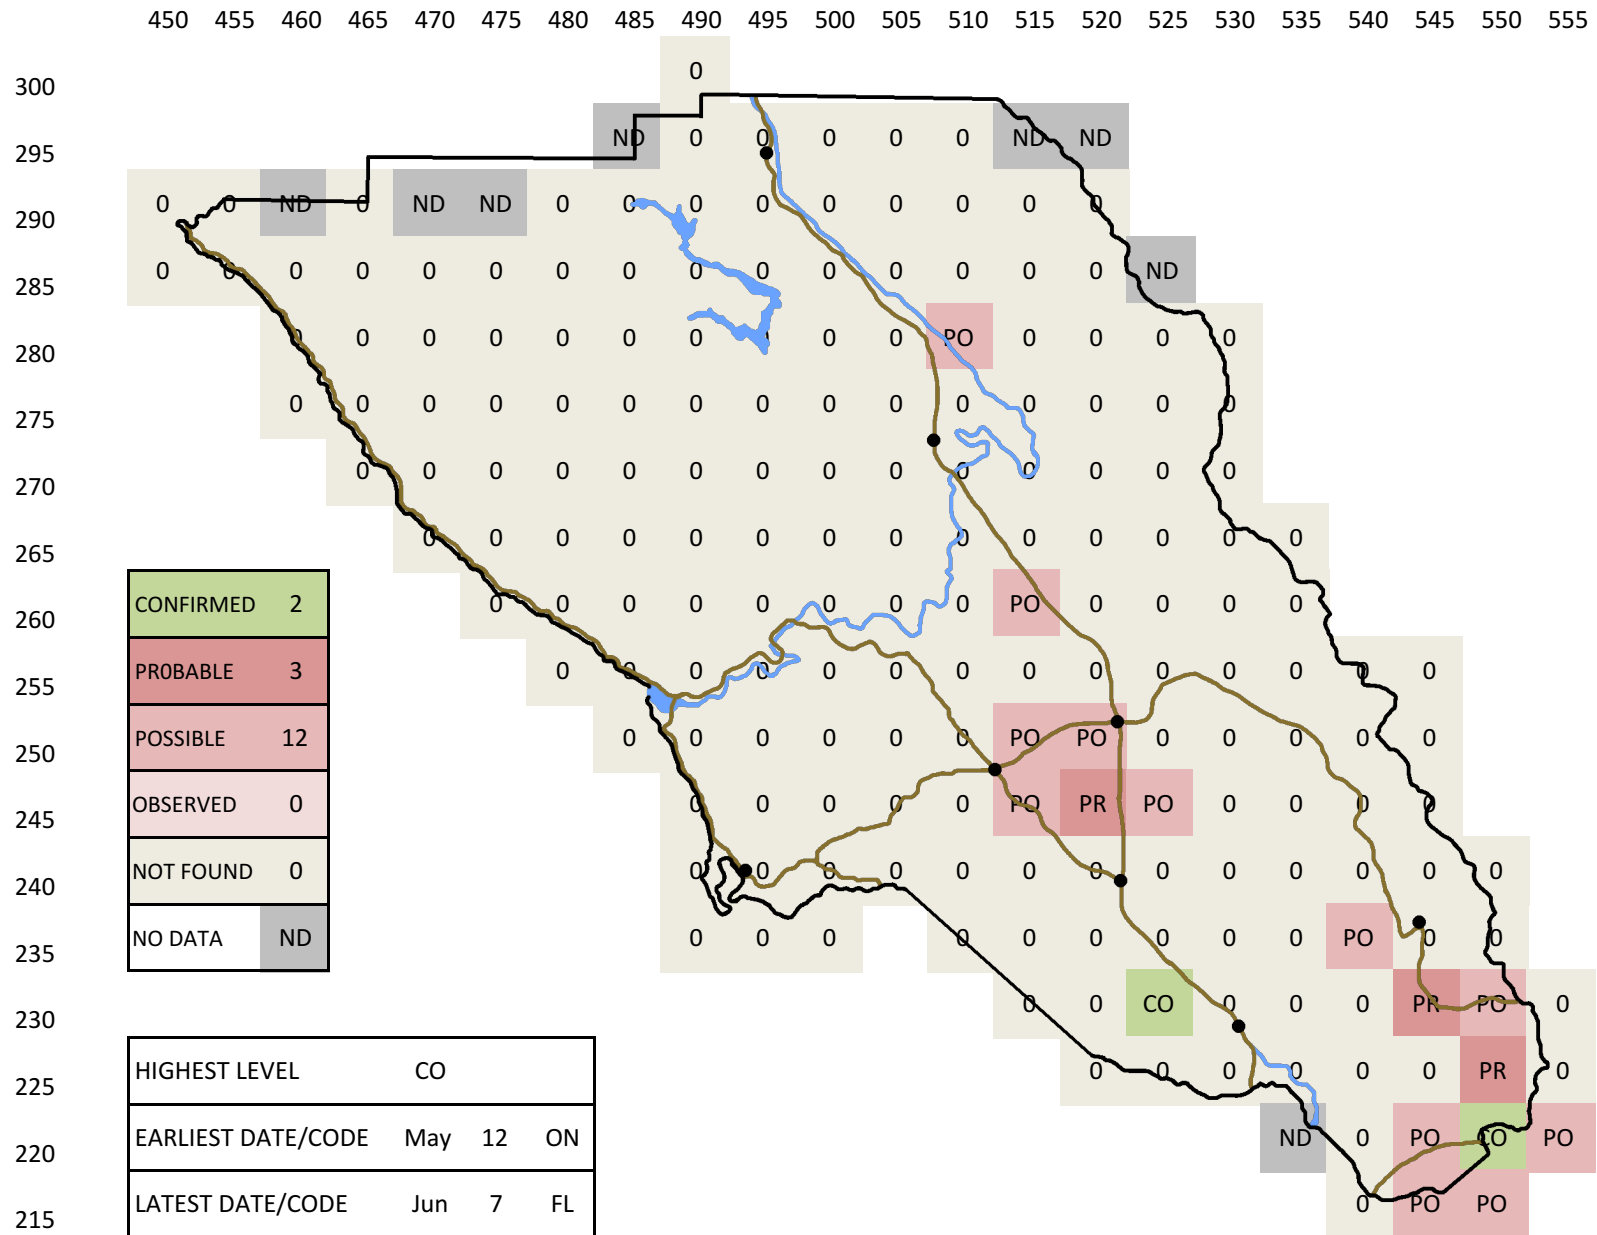 450 455 460 465 470 475 480 485 490 495 500 505 510 515 520 525 530 535 540 545 550 555
300 0
295 ND 0 0 0 0 0 ND ND
290 0 0 ND 0 ND ND 0 0 0 0 0 0 0 0 0
285 0 0 0 0 0 0 0 0 0 0 0 0 0 0 0 ND
280 0 0 0 0 0 0 0 0 0 0 PO 0 0 0 0
275 0 0 0 0 0 0 0 0 0 0 0 0 0 0 0
270 0 0 0 0 0 0 0 0 0 0 0 0 0 0
265 0 0 0 0 0 0 0 0 0 0 0 0 0 0
260 CONFIRMED 2 0 0 0 0 0 0 0 0 PO 0 0 0 0
255 PR0BABLE 3 0 0 0 0 0 0 0 0 0 0 0 0 0 0
250 POSSIBLE 12 0 0 0 0 0 0 PO PO 0 0 0 0 0
245 OBSERVED 0 0 0 0 0 0 PO PR PO 0 0 0 0
240 NOT FOUND 0 0 0 0 0 0 0 0 0 0 0 0 0 0
235 NO DATA ND 0 0 0 0 0 0 0 0 0 PO 0 0
230 0 0 CO 0 0 0 PR PO 0
225 HIGHEST LEVEL CO 0 0 0 0 0 0 PR 0
220 EARLIEST DATE/CODE May 12 ON ND 0 PO CO PO
215 LATEST DATE/CODE Jun 7 FL 0 PO PO